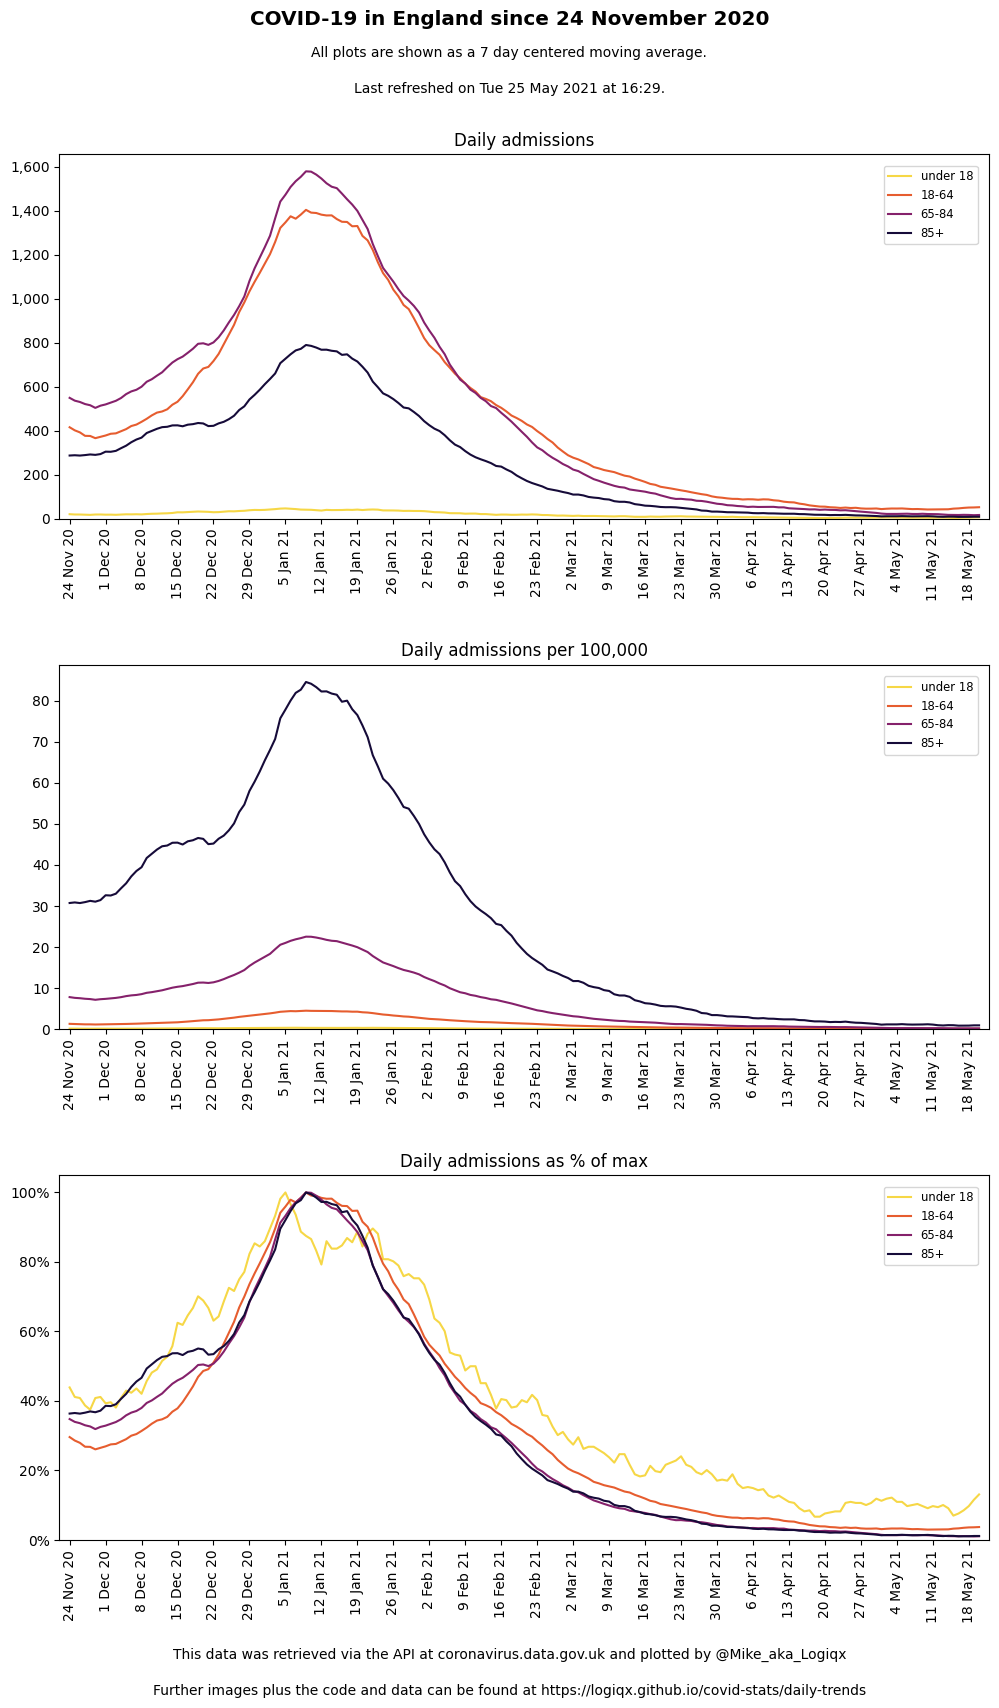 COVID-19 in England since 24 November 2020
All plots are shown as a 7 day centered moving average.
Last refreshed on Tue 25 May 2021 at 16:29.
Daily admissions
1,600
1,400
1,200
1,000
800
600
400
200
0
under 18
18-64
65-84
85+
24 Nov 20
1 Dec 20
8 Dec 20
15 Dec 20
22 Dec 20
29 Dec 20
5 Jan 21
12 Jan 21
19 Jan 21
26 Jan 21
2 Feb 21
9 Feb 21
16 Feb 21
23 Feb 21
2 Mar 21
9 Mar 21
16 Mar 21
23 Mar 21
30 Mar 21
6 Apr 21
13 Apr 21
20 Apr 21
27 Apr 21
4 May 21
11 May 21
18 May 21
Daily admissions per 100,000
80
70
60
50
40
30
20
10
0
under 18
18-64
65-84
85+
24 Nov 20
1 Dec 20
8 Dec 20
15 Dec 20
22 Dec 20
29 Dec 20
5 Jan 21
12 Jan 21
19 Jan 21
26 Jan 21
2 Feb 21
9 Feb 21
16 Feb 21
23 Feb 21
2 Mar 21
9 Mar 21
16 Mar 21
23 Mar 21
30 Mar 21
6 Apr 21
13 Apr 21
20 Apr 21
27 Apr 21
4 May 21
11 May 21
18 May 21
Daily admissions as % of max
100%
80%
60%
40%
20%
0%
under 18
18-64
65-84
85+
24 Nov 20
1 Dec 20
8 Dec 20
15 Dec 20
22 Dec 20
29 Dec 20
5 Jan 21
12 Jan 21
19 Jan 21
26 Jan 21
2 Feb 21
9 Feb 21
16 Feb 21
23 Feb 21
2 Mar 21
9 Mar 21
16 Mar 21
23 Mar 21
30 Mar 21
6 Apr 21
13 Apr 21
20 Apr 21
27 Apr 21
4 May 21
11 May 21
18 May 21
This data was retrieved via the API at coronavirus.data.gov.uk and plotted by @Mike_aka_Logiqx
Further images plus the code and data can be found at https://logiqx.github.io/covid-stats/daily-trends